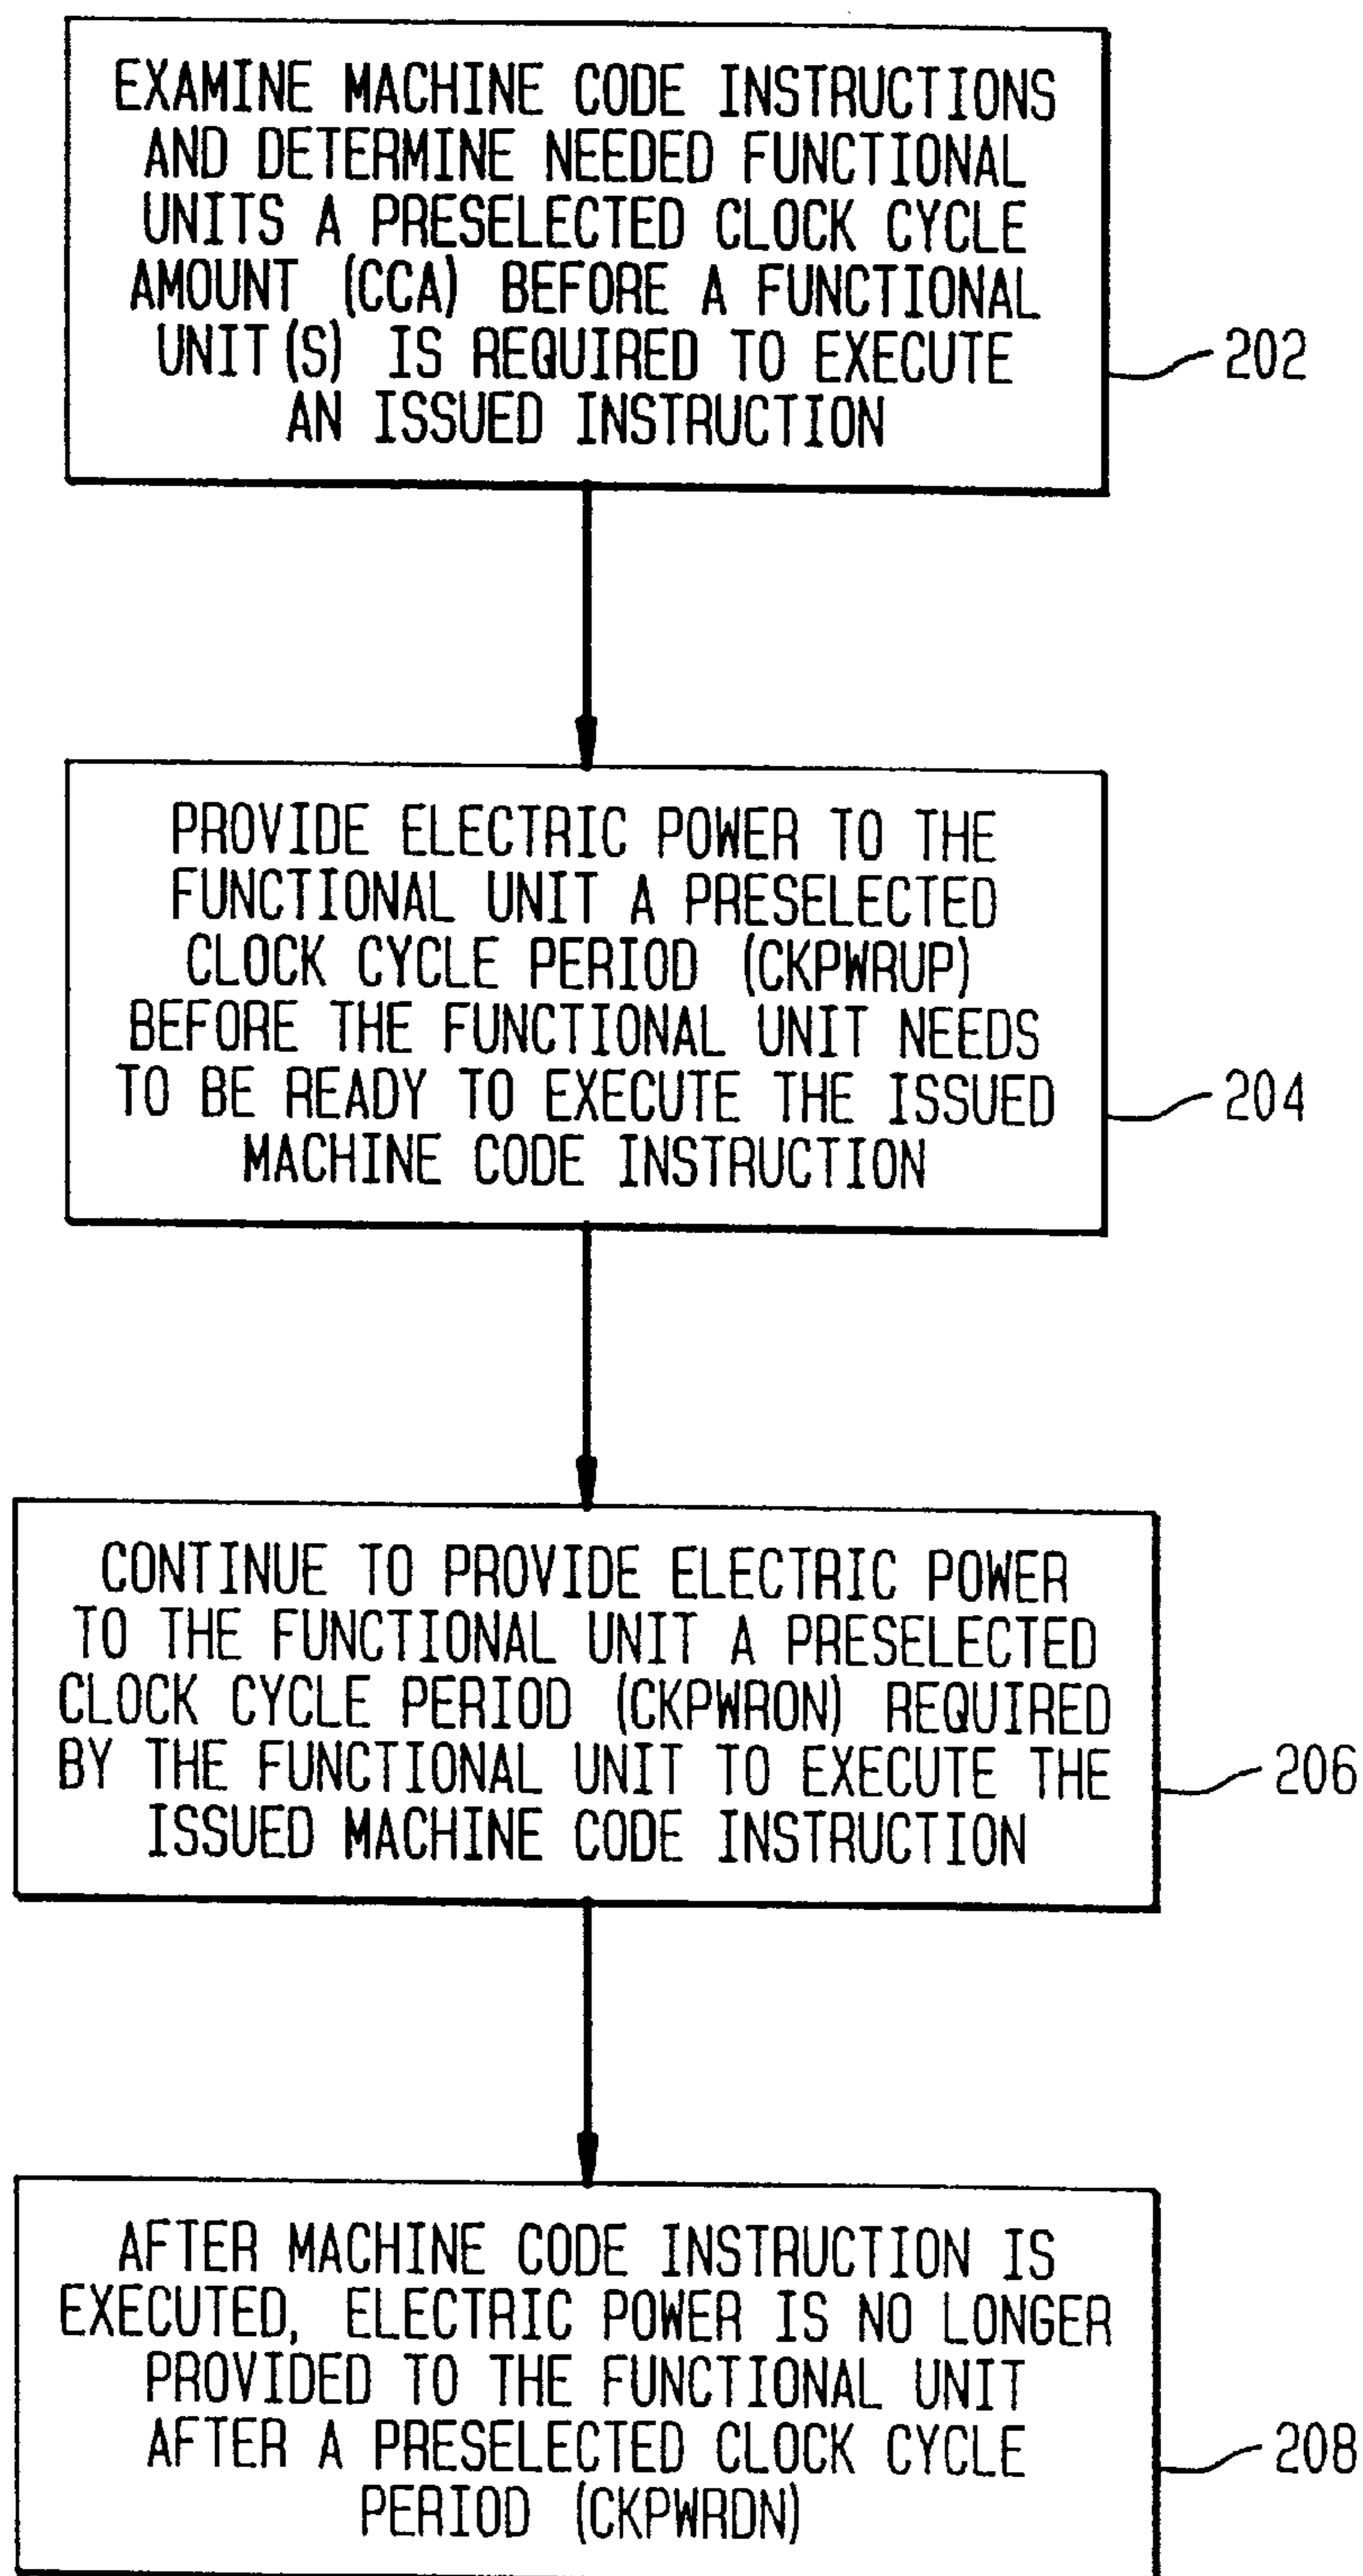 EXAMINE MACHINE CODE INSTRUCTIONS
AND DETERMINE NEEDED FUNCTIONAL
UNITS A PRESELECTED CLOCK CYCLE
AMOUNT (CCA) BEFORE A FUNCTIONAL
UNIT(S) IS REQUIRED TO EXECUTE
AN ISSUED INSTRUCTION
202
PROVIDE ELECTRIC POWER TO THE
FUNCTIONAL UNIT A PRESELECTED
CLOCK CYCLE PERIOD (CKPWRUP)
BEFORE THE FUNCTIONAL UNIT NEEDS
TO BE READY TO EXECUTE THE ISSUED
MACHINE CODE INSTRUCTION
204
CONTINUE TO PROVIDE ELECTRIC POWER
TO THE FUNCTIONAL UNIT A PRESELECTED
CLOCK CYCLE PERIOD (CKPWRON) REQUIRED
BY THE FUNCTIONAL UNIT TO EXECUTE THE
ISSUED MACHINE CODE INSTRUCTION
206
AFTER MACHINE CODE INSTRUCTION IS
EXECUTED, ELECTRIC POWER IS NO LONGER
PROVIDED TO THE FUNCTIONAL UNIT
AFTER A PRESELECTED CLOCK CYCLE
PERIOD (CKPWRDN)
208